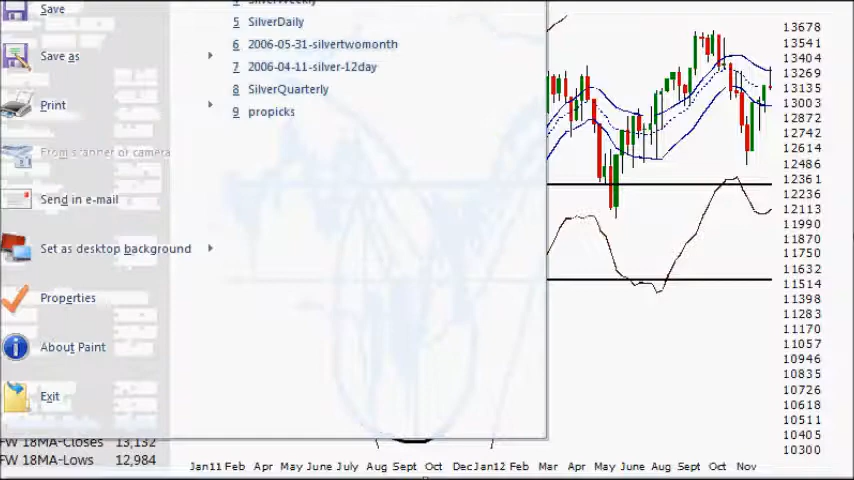 Save
Save as
Print
From scanner or camera
Send in e-mail
Set as desktop background
Properties
About Paint
Exit
5 SilverDaily
6 2006-05-31-silvertwomonth
7 2006-04-11-silver-12day
8 SilverQuarterly
9 propicks
13678
13541
13404
13269
13135
13003
12872
12742
12614
12486
12361
12236
12113
11990
11870
11750
11632
11514
11398
11283
11170
11057
10946
10835
10726
10618
10511
10405
10300
FW 18MA-Closes 13,132
FW 18MA-Lows 12,984
Jan11 Feb Apr May June July Aug Sept Oct Dec Jan12 Feb Mar Apr May June Aug Sept Oct Nov